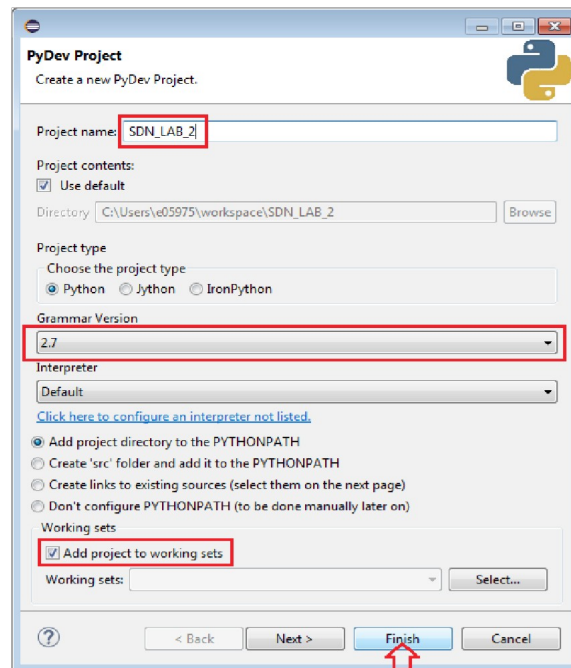 PyDev Project
Create a new PyDev Project.
Project name: SDN_LAB_2
Project contents:
Use default
Directory C:\Users\e05975\workspace\SDN_LAB_2 Browse
Project type
Choose the project type
Python Jython IronPython
Grammar Version
2.7
Interpreter
Default
Click here to configure an interpreter not listed.
Add project directory to the PYTHONPATH
Create 'src' folder and add it to the PYTHONPATH
Create links to existing sources (select them on the next page)
Don't configure PYTHONPATH (to be done manually later on)
Working sets
Add project to working sets
Working sets: Select...
? < Back Next > Finish Cancel